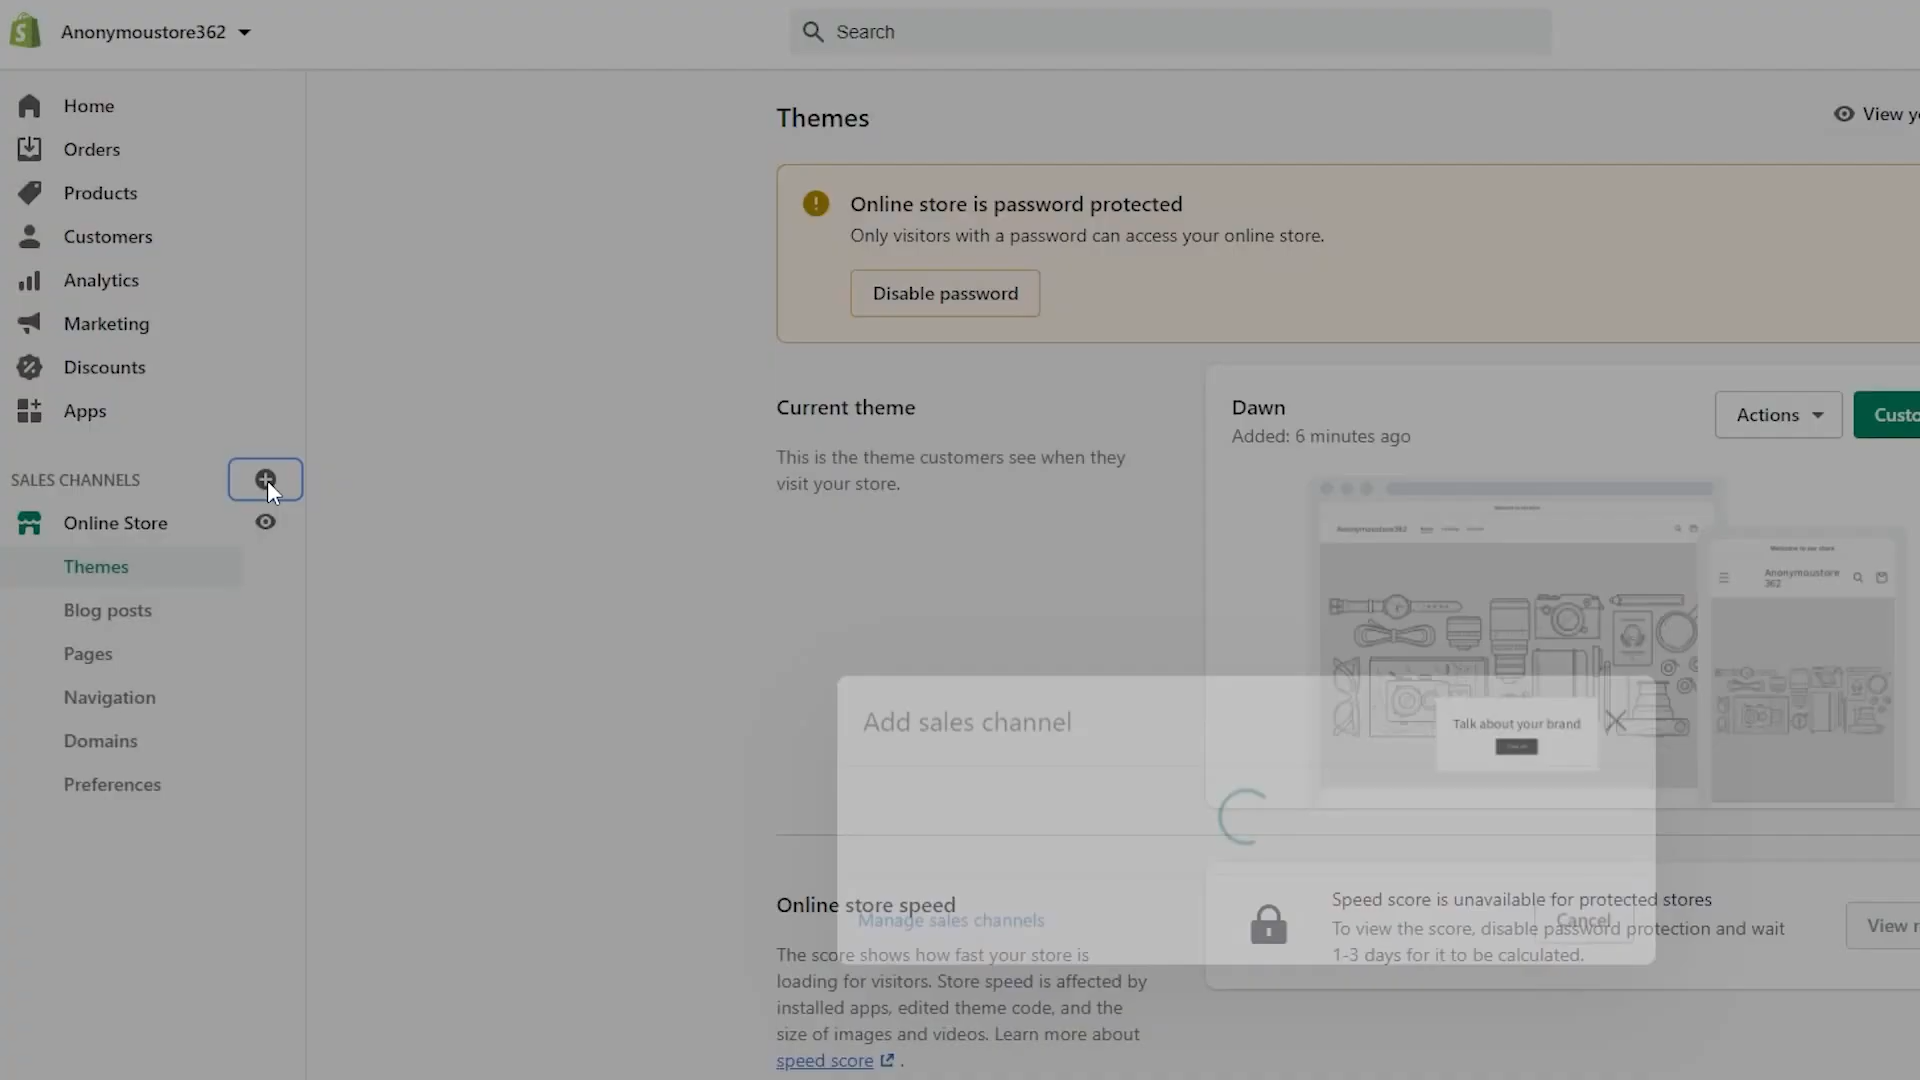 Anonymoustore362
Search
Home
Orders
Products
Customers
Analytics
Marketing
Discounts
Apps
SALES CHANNELS
Online Store
Themes
Blog posts
Pages
Navigation
Domains
Preferences
Themes
View y
Online store is password protected
Only visitors with a password can access your online store.
Disable password
Current theme
This is the theme customers see when they
visit your store.
Dawn
Added: 6 minutes ago
Actions
Custo
Anonymoustore362
Welcome to our store
Anonymoustore
362
Talk about your brand
Add sales channel
Manage sales channels
Cancel
Online store speed
The score shows how fast your store is
loading for visitors. Store speed is affected by
installed apps, edited theme code, and the
size of images and videos. Learn more about
speed score .
Speed score is unavailable for protected stores
To view the score, disable password protection and wait
1-3 days for it to be calculated.
View r